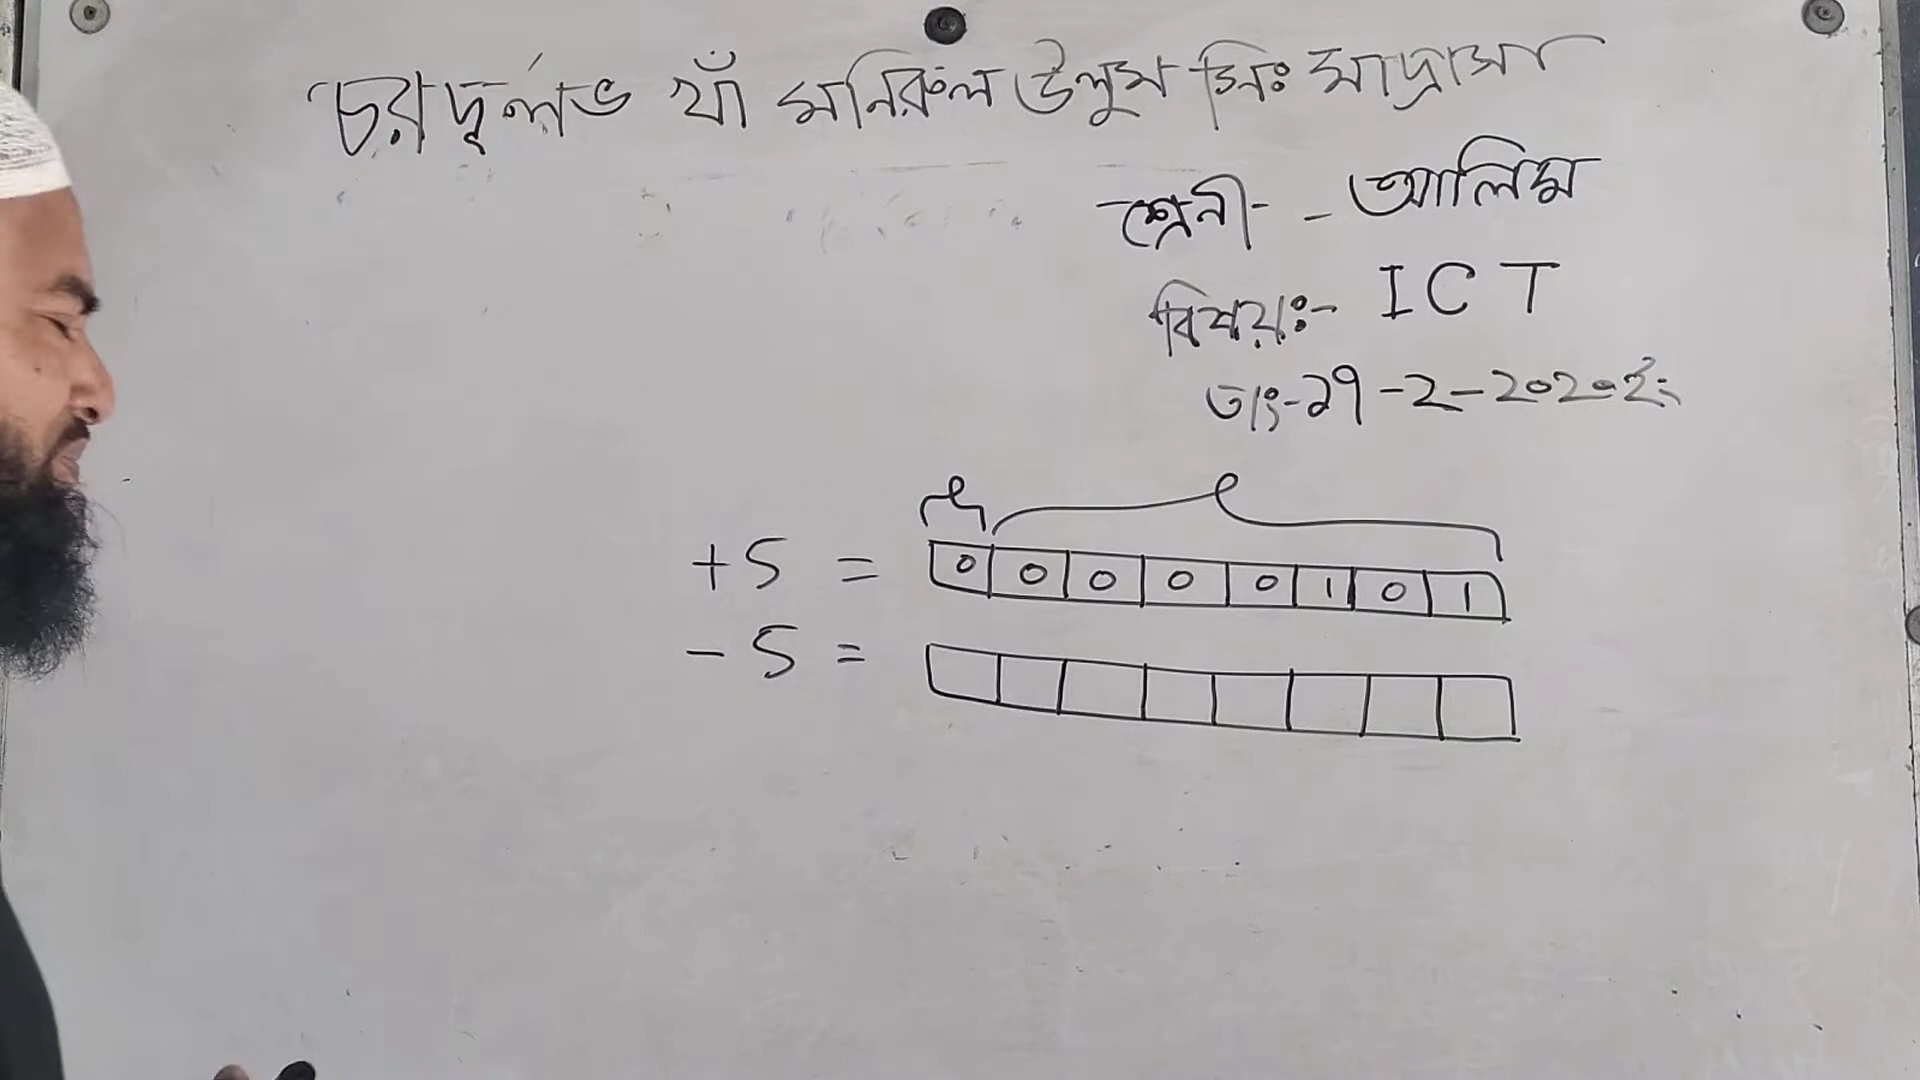 চর দূর্লভ খাঁ মনিরুল উলুম সিঃ মাদ্রাসা
শ্রেনী - আলিম
বিষয়ঃ- ICT
তাং-২৭-২-২০২০ইং
+5 = 0 0 0 0 0 1 0 1
- 5 =